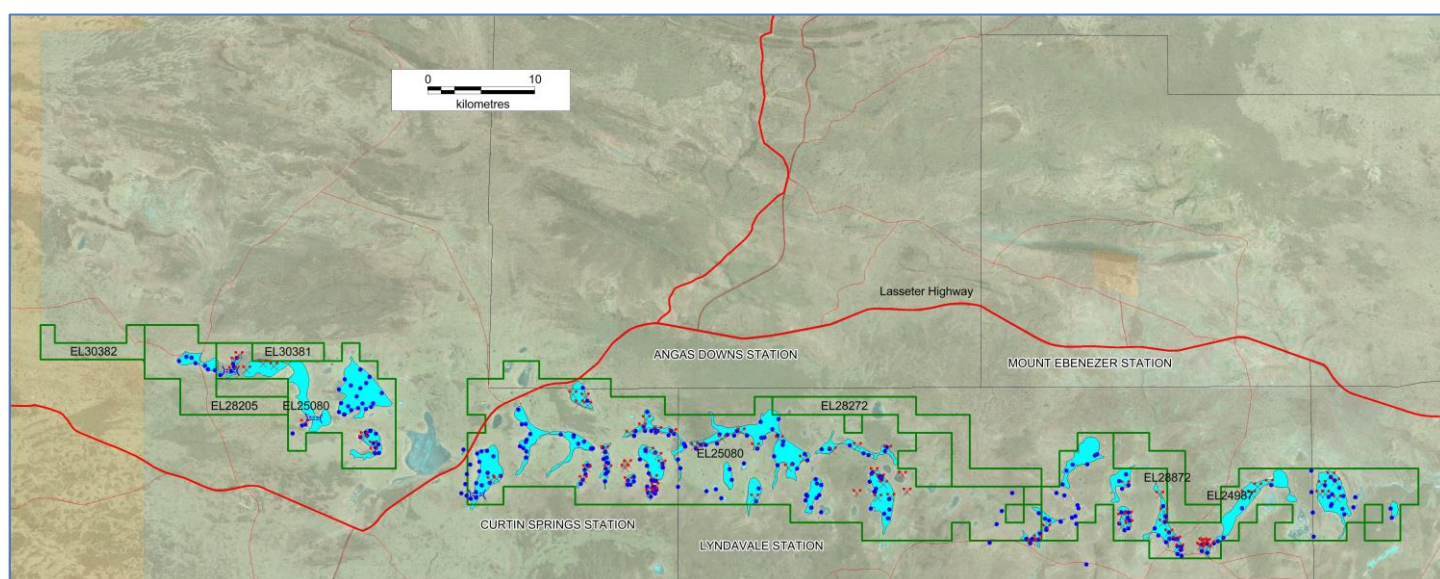 0 10
kilometres
Lasseter Highway
EL30382
EL30381
ANGAS DOWNS STATION
MOUNT EBENEZER STATION
EL28205
EL25080
EL28272
EL25080
EL28872
EL24987
CURTIN SPRINGS STATION
LYNDAVALE STATION